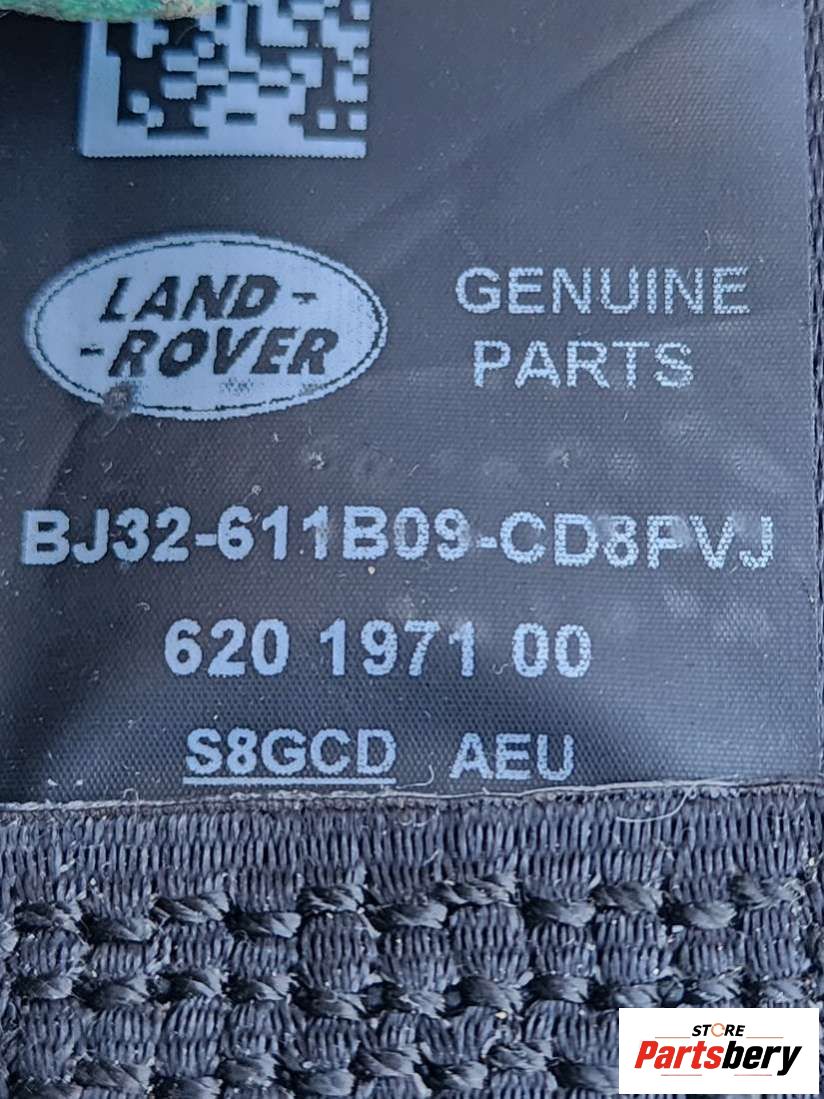 LAND-
-ROVER
GENUINE
PARTS
BJ32-611B09-CD8PVJ
620 1971 00
S8GCD AEU
STORE
Partsbery